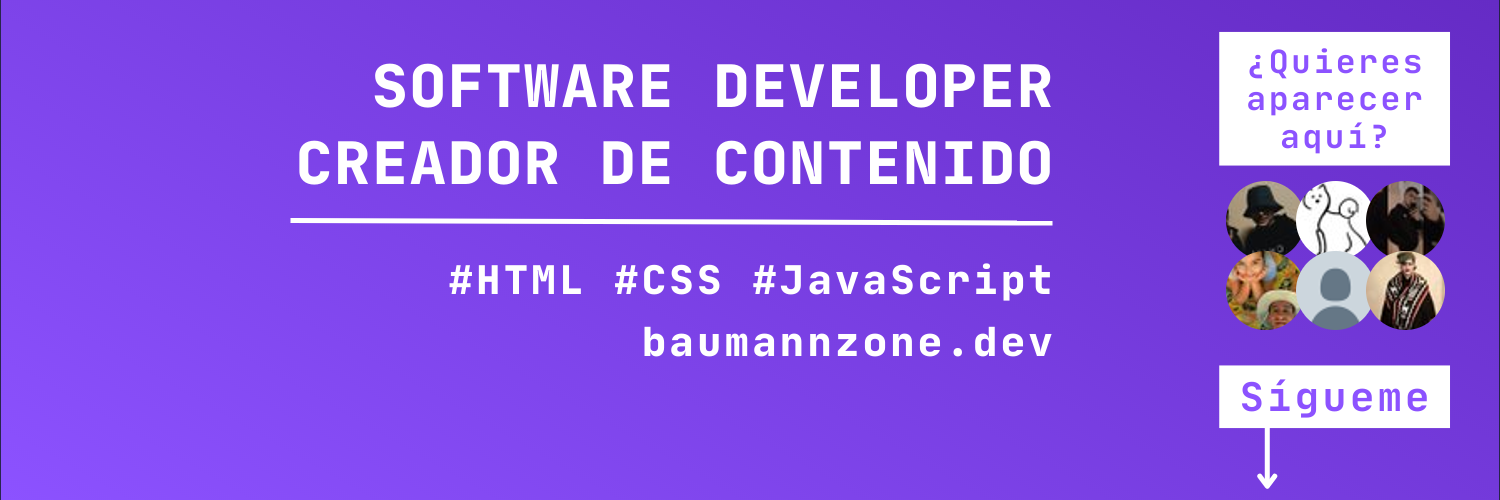 SOFTWARE DEVELOPER
CREADOR DE CONTENIDO
#HTML #CSS #JavaScript
baumannzone.dev
¿Quieres
aparecer
aquí?
Sígueme